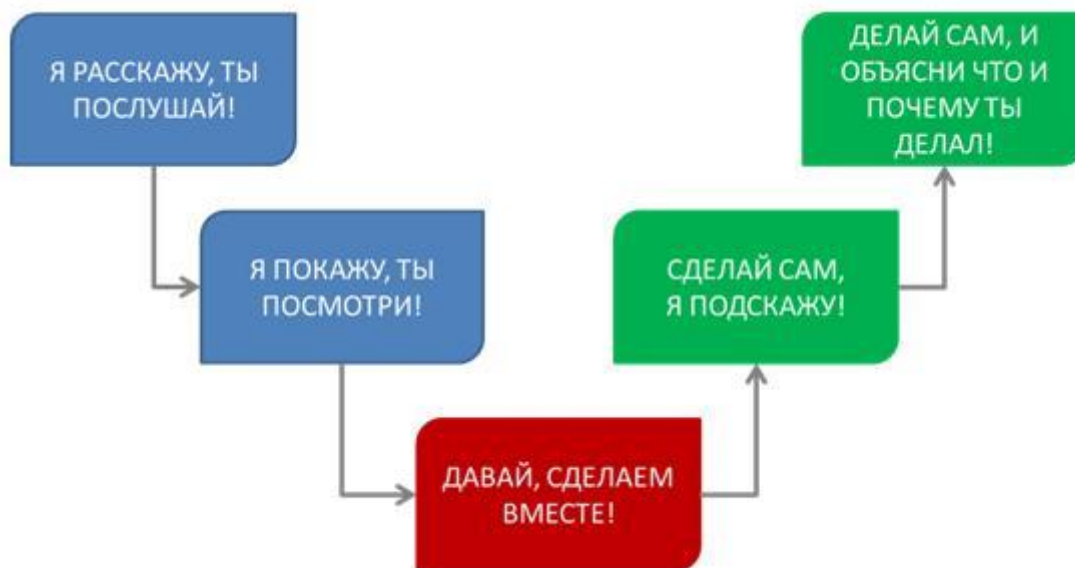 Я РАССКАЖУ, ТЫ
ПОСЛУШАЙ!
Я ПОКАЖУ, ТЫ
ПОСМОТРИ!
ДАВАЙ, СДЕЛАЕМ
ВМЕСТЕ!
СДЕЛАЙ САМ,
Я ПОДСКАЖУ!
ДЕЛАЙ САМ, И
ОБЪЯСНИ ЧТО И
ПОЧЕМУ ТЫ
ДЕЛАЛ!